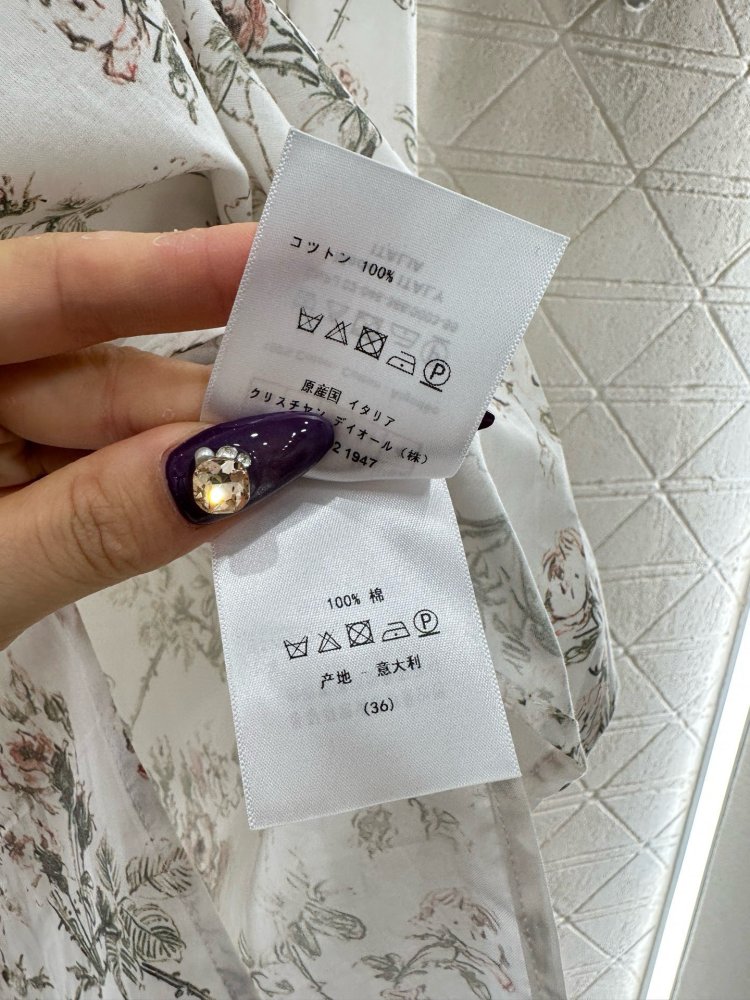 コットン 100%
原産国 イタリア
クリスチャン ディオール (株)
2 1947
100% 棉
产地 - 意大利
(36)